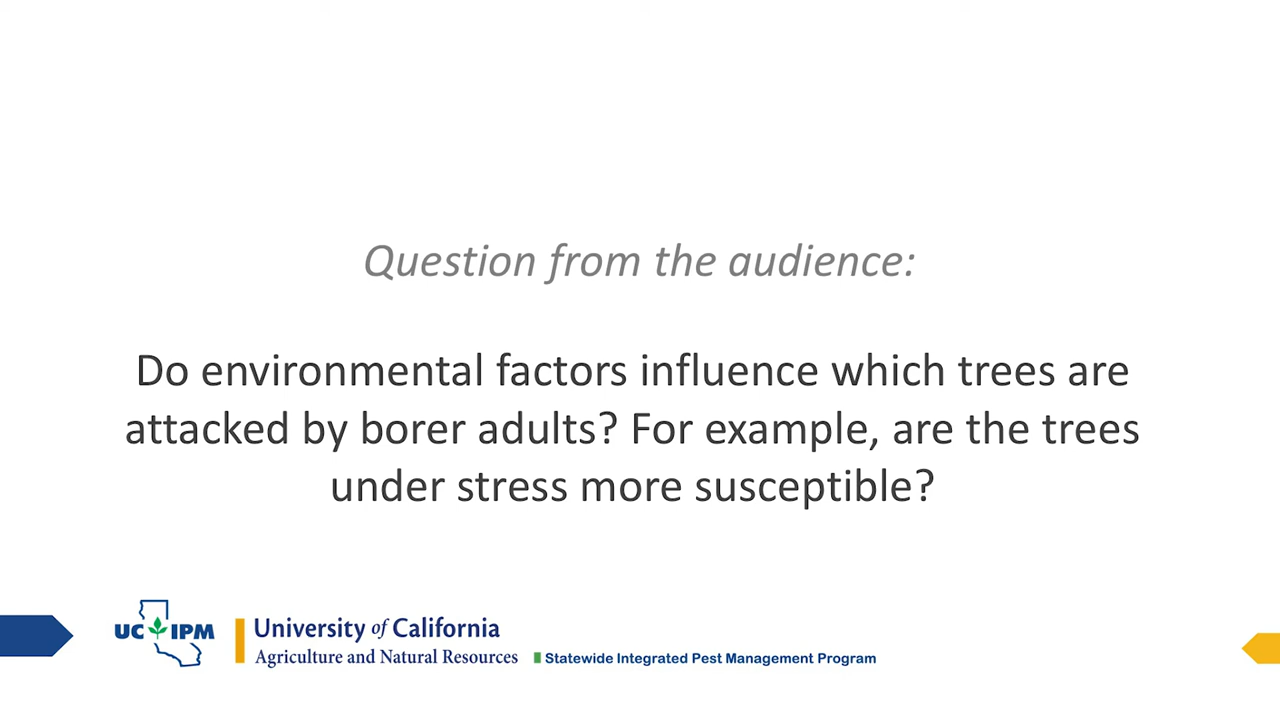 Question from the audience:
Do environmental factors influence which trees are
attacked by borer adults? For example, are the trees
under stress more susceptible?
UC IPM
University of California
Agriculture and Natural Resources
Statewide Integrated Pest Management Program